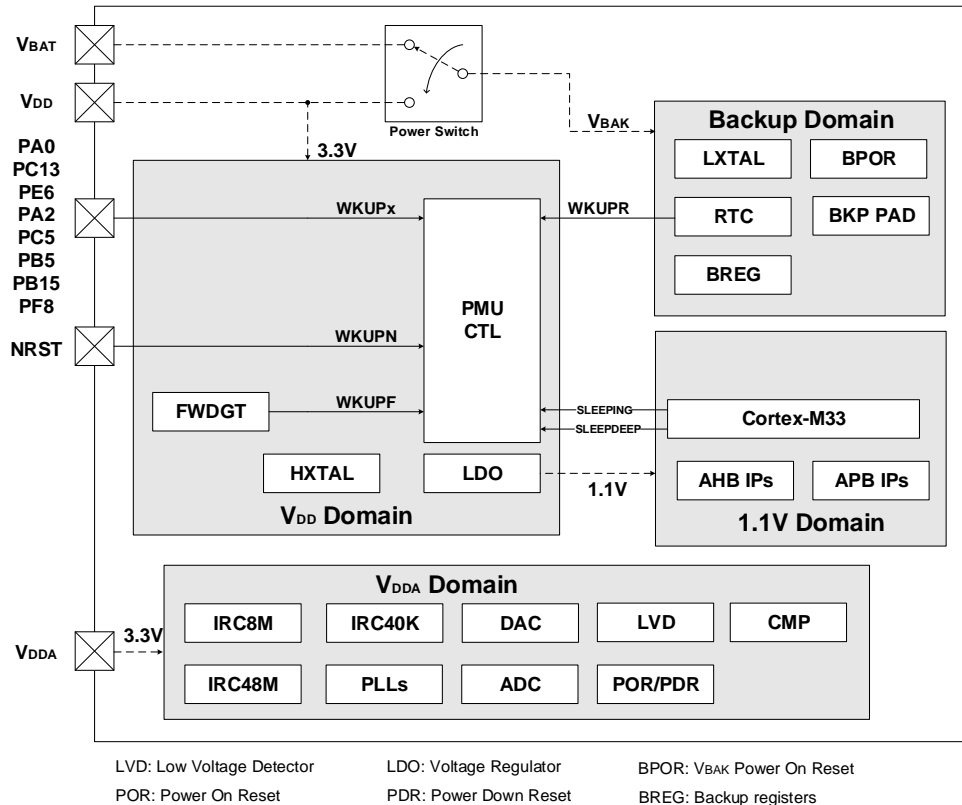 VBAT
VDD
Power Switch
3.3V
VBAK
Backup Domain
LXTAL
BPOR
RTC
BKP PAD
BREG
PA0
PC13
PE6
PA2
PC5
PB5
PB15
PF8
NRST
WKUPx
WKUPR
WKUPN
WKUPF
PMU
CTL
FWDGT
HXTAL
LDO
VDD Domain
SLEEPING
SLEEPDEEP
1.1V
Cortex-M33
AHB IPs
APB IPs
1.1V Domain
VDDA
3.3V
VDDA Domain
IRC8M
IRC40K
DAC
LVD
CMP
IRC48M
PLLs
ADC
POR/PDR
LVD: Low Voltage Detector
LDO: Voltage Regulator
BPOR: VBAK Power On Reset
POR: Power On Reset
PDR: Power Down Reset
BREG: Backup registers